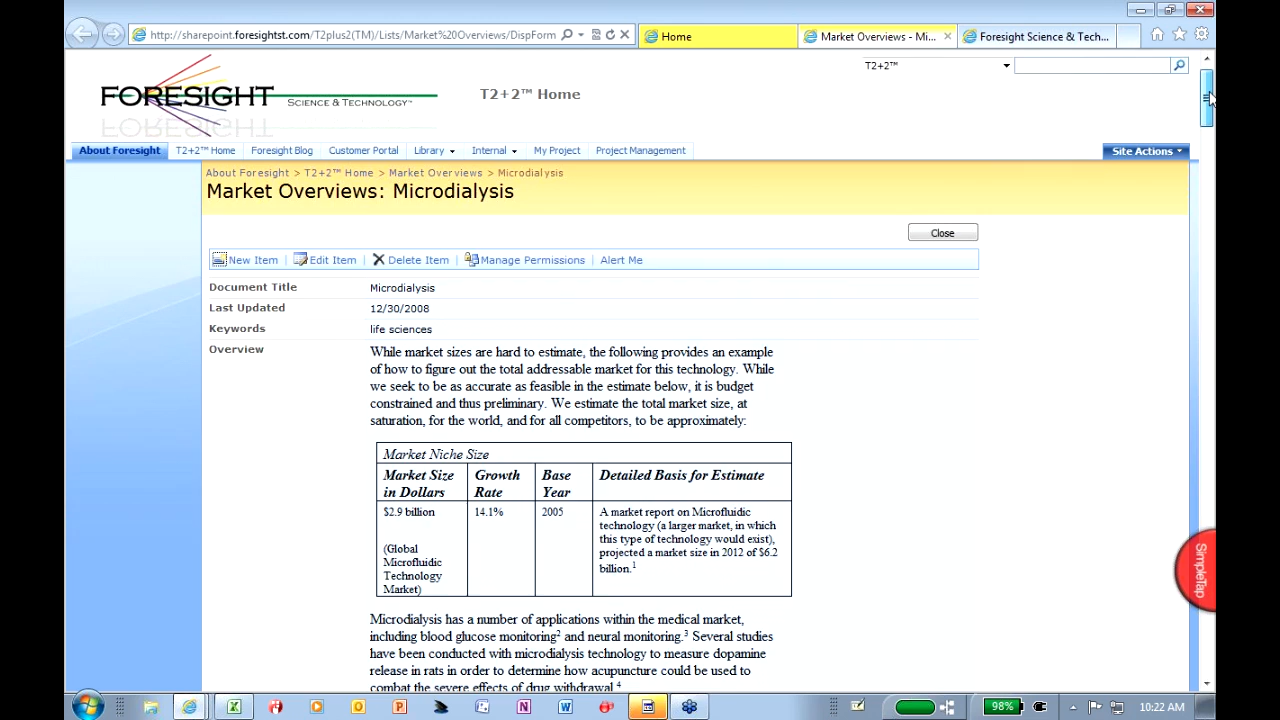 http://sharepoint.foresightst.com/T2plus2(TM)/Lists/Market%20Overviews/DispForm
Home
Market Overviews - Mi...
Foresight Science & Tech...
FORESIGHT
SCIENCE & TECHNOLOGY™
T2+2™ Home
T2+2™
About Foresight
T2+2™ Home
Foresight Blog
Customer Portal
Library
Internal
My Project
Project Management
Site Actions
About Foresight > T2+2™ Home > Market Overviews > Microdialysis
Market Overviews: Microdialysis
Close
New Item
Edit Item
Delete Item
Manage Permissions
Alert Me
Document Title Microdialysis
Last Updated 12/30/2008
Keywords life sciences
Overview While market sizes are hard to estimate, the following provides an example
of how to figure out the total addressable market for this technology. While
we seek to be as accurate as feasible in the estimate below, it is budget
constrained and thus preliminary. We estimate the total market size, at
saturation, for the world, and for all competitors, to be approximately:
Market Niche Size
Market Size in Dollars
Growth Rate
Base Year
Detailed Basis for Estimate
$2.9 billion
(Global
Microfluidic
Technology
Market)
14.1%
2005
A market report on Microfluidic
technology (a larger market, in which
this type of technology would exist),
projected a market size in 2012 of $6.2
billion.1
Microdialysis has a number of applications within the medical market,
including blood glucose monitoring2 and neural monitoring.3 Several studies
have been conducted with microdialysis technology to measure dopamine
release in rats in order to determine how acupuncture could be used to
combat the severe effects of drug withdrawal.4
SimpleTap
98%
10:22 AM